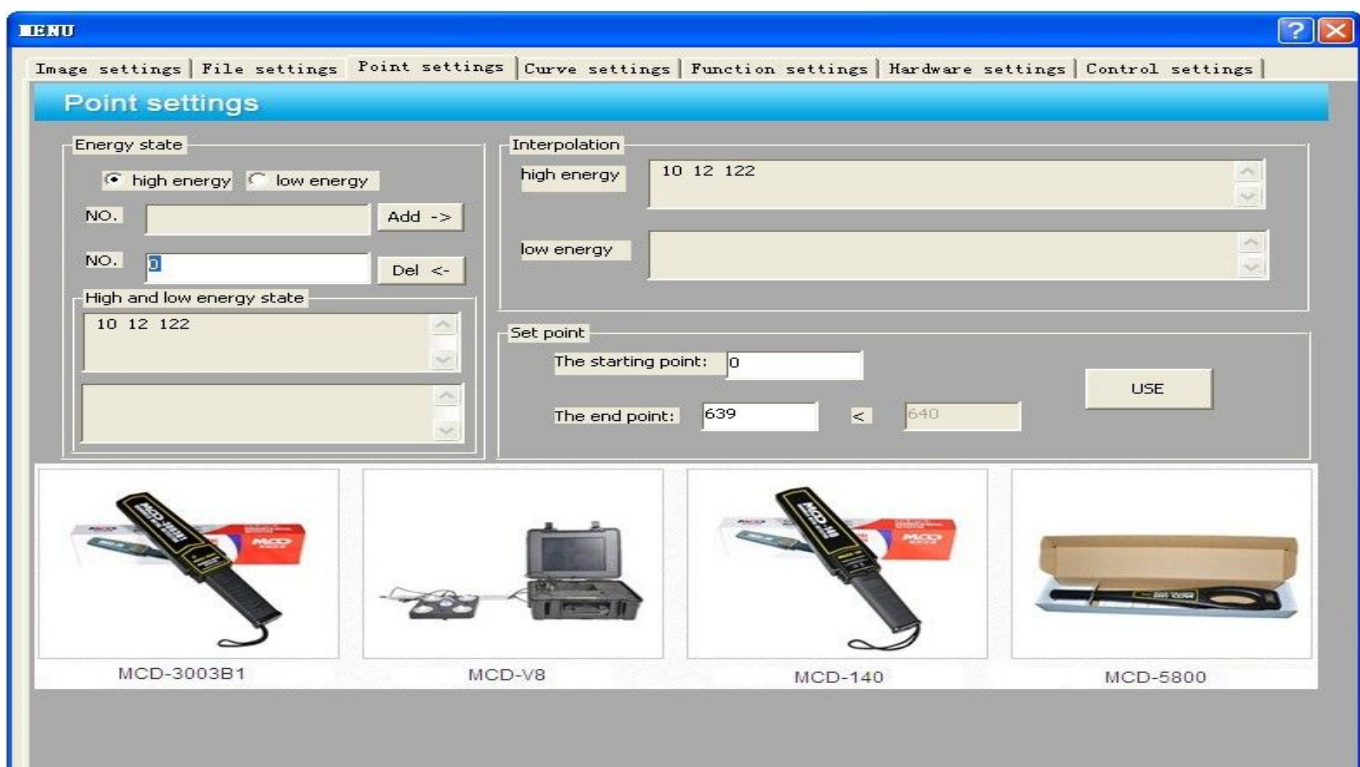 MENU
Image settings File settings Point settings Curve settings Function settings Hardware settings Control settings
Point settings
Energy state
high energy low energy
NO. Add ->
NO. 0 Del <-
High and low energy state
10 12 122
Interpolation
high energy 10 12 122
low energy
Set point
The starting point: 0
The end point: 639 < 640
USE
MCD-140
MCD
MCD-3003B1 MCD-V8 MCD-140 MCD-5800